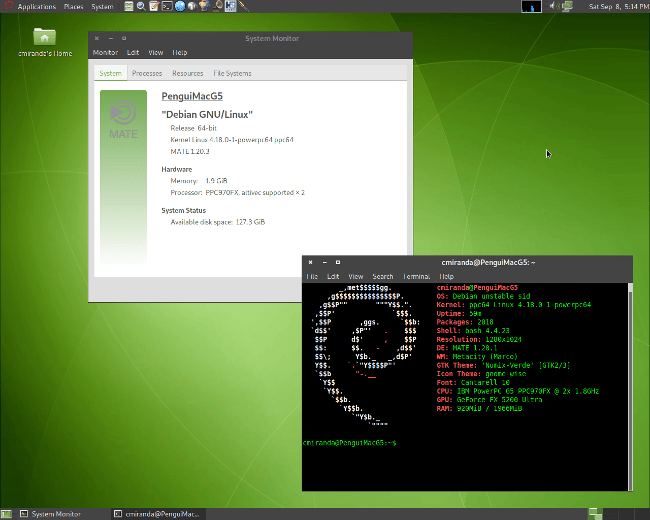 Applications Places System
Sat Sep 8, 5:14 PM
cmiranda's Home
System Monitor
Monitor Edit View Help
System Processes Resources File Systems
MATE
PenguiMacG5
"Debian GNU/Linux"
Release 64-bit
Kernel Linux 4.18.0-1-powerpc64 ppc64
MATE 1.20.3
Hardware
Memory: 1.9 GiB
Processor: PPC970FX, altivec supported × 2
System Status
Available disk space: 127.3 GiB
cmiranda@PenguiMacG5: ~
File Edit View Search Terminal Help
cmiranda@PenguiMacG5
OS: Debian unstable sid
Kernel: ppc64 Linux 4.18.0-1-powerpc64
Uptime: 59m
Packages: 2018
Shell: bash 4.4.23
Resolution: 1280x1024
DE: MATE 1.20.1
WM: Metacity (Marco)
GTK Theme: 'Numix-Verde' [GTK2/3]
Icon Theme: gnome-wise
Font: Cantarell 10
CPU: IBM PowerPC G5 PPC970FX @ 2x 1.8GHz
GPU: GeForce FX 5200 Ultra
RAM: 920MiB / 1966MiB
cmiranda@PenguiMacG5:~$
System Monitor
cmiranda@PenguiMac...